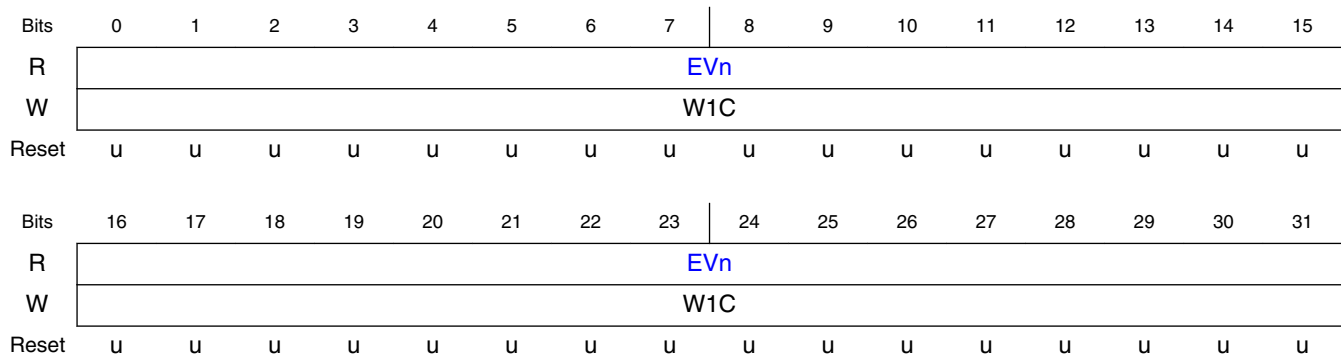 Bits 0 1 2 3 4 5 6 7 8 9 10 11 12 13 14 15
R EVn
W W1C
Reset u u u u u u u u u u u u u u u u
Bits 16 17 18 19 20 21 22 23 24 25 26 27 28 29 30 31
R EVn
W W1C
Reset u u u u u u u u u u u u u u u u